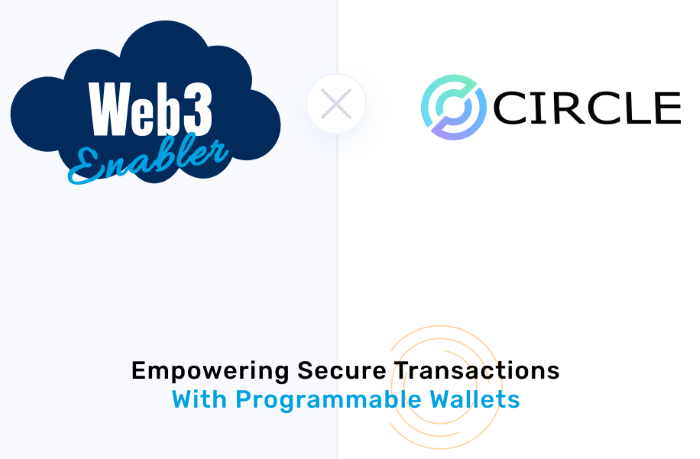 Web3
Enabler
CIRCLE
Empowering Secure Transactions
With Programmable Wallets